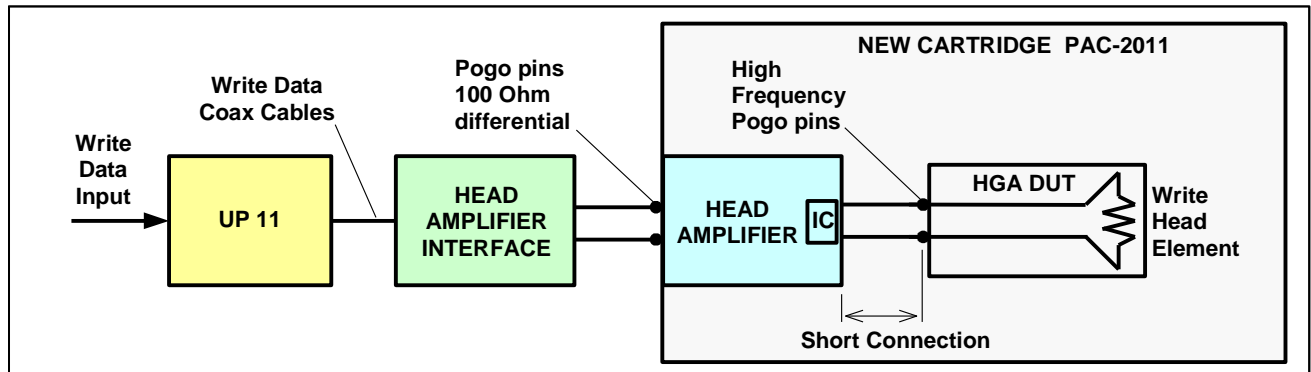 NEW CARTRIDGE PAC-2011
Pogo pins
100 Ohm
differential
High
Frequency
Pogo pins
Write Data
Coax Cables
Write
Data
Input
UP 11
HEAD
AMPLIFIER
INTERFACE
HEAD
AMPLIFIER
IC
HGA DUT
Write
Head
Element
Short Connection